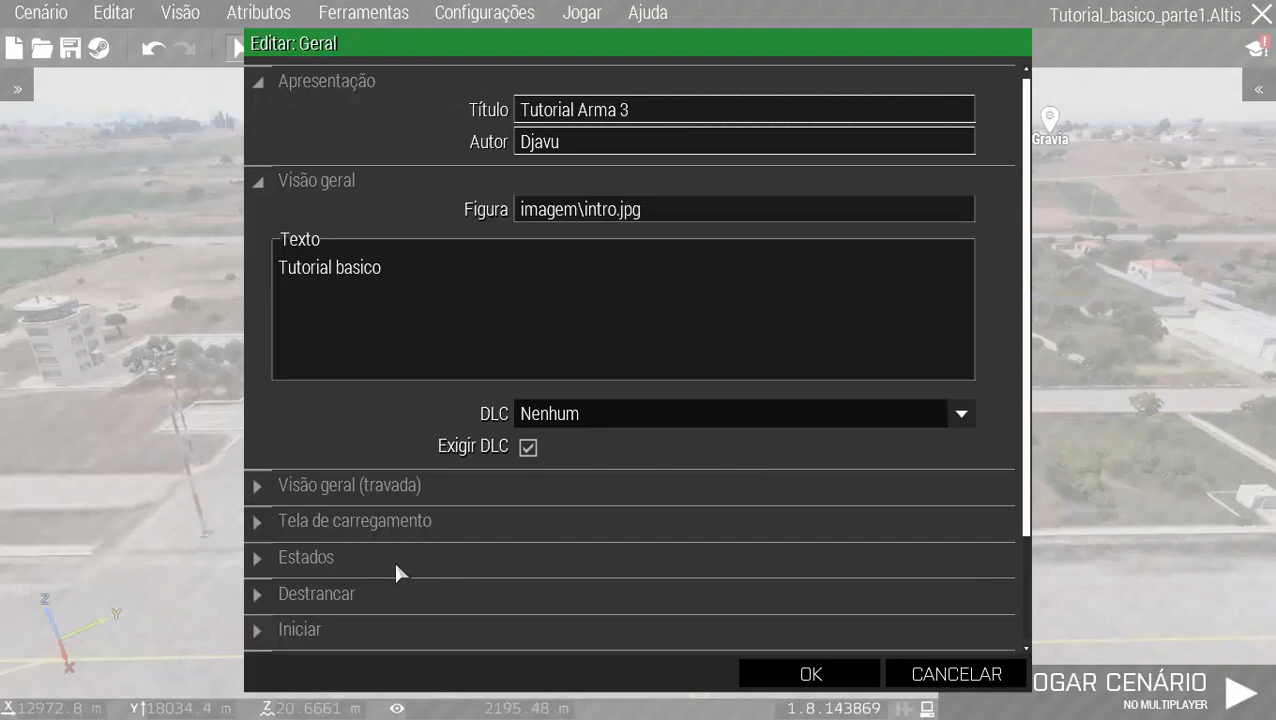 Cenário Editar Visão Atributos Ferramentas Configurações Jogar Ajuda Tutorial_basico_parte1.Altis
Editar: Geral
Apresentação
Título Tutorial Arma 3
Autor Djavu
Gravia
Visão geral
Figura imagem\intro.jpg
Texto
Tutorial basico
DLC Nenhum
Exigir DLC
Visão geral (travada)
Tela de carregamento
Estados
Destrancar
Iniciar
OK CANCELAR
OGAR CENÁRIO
NO MULTIPLAYER
X 12972.8 m Y 18034.4 m Z 20.6661 m 2195.48 m 1.8.143869
Z
Y
X